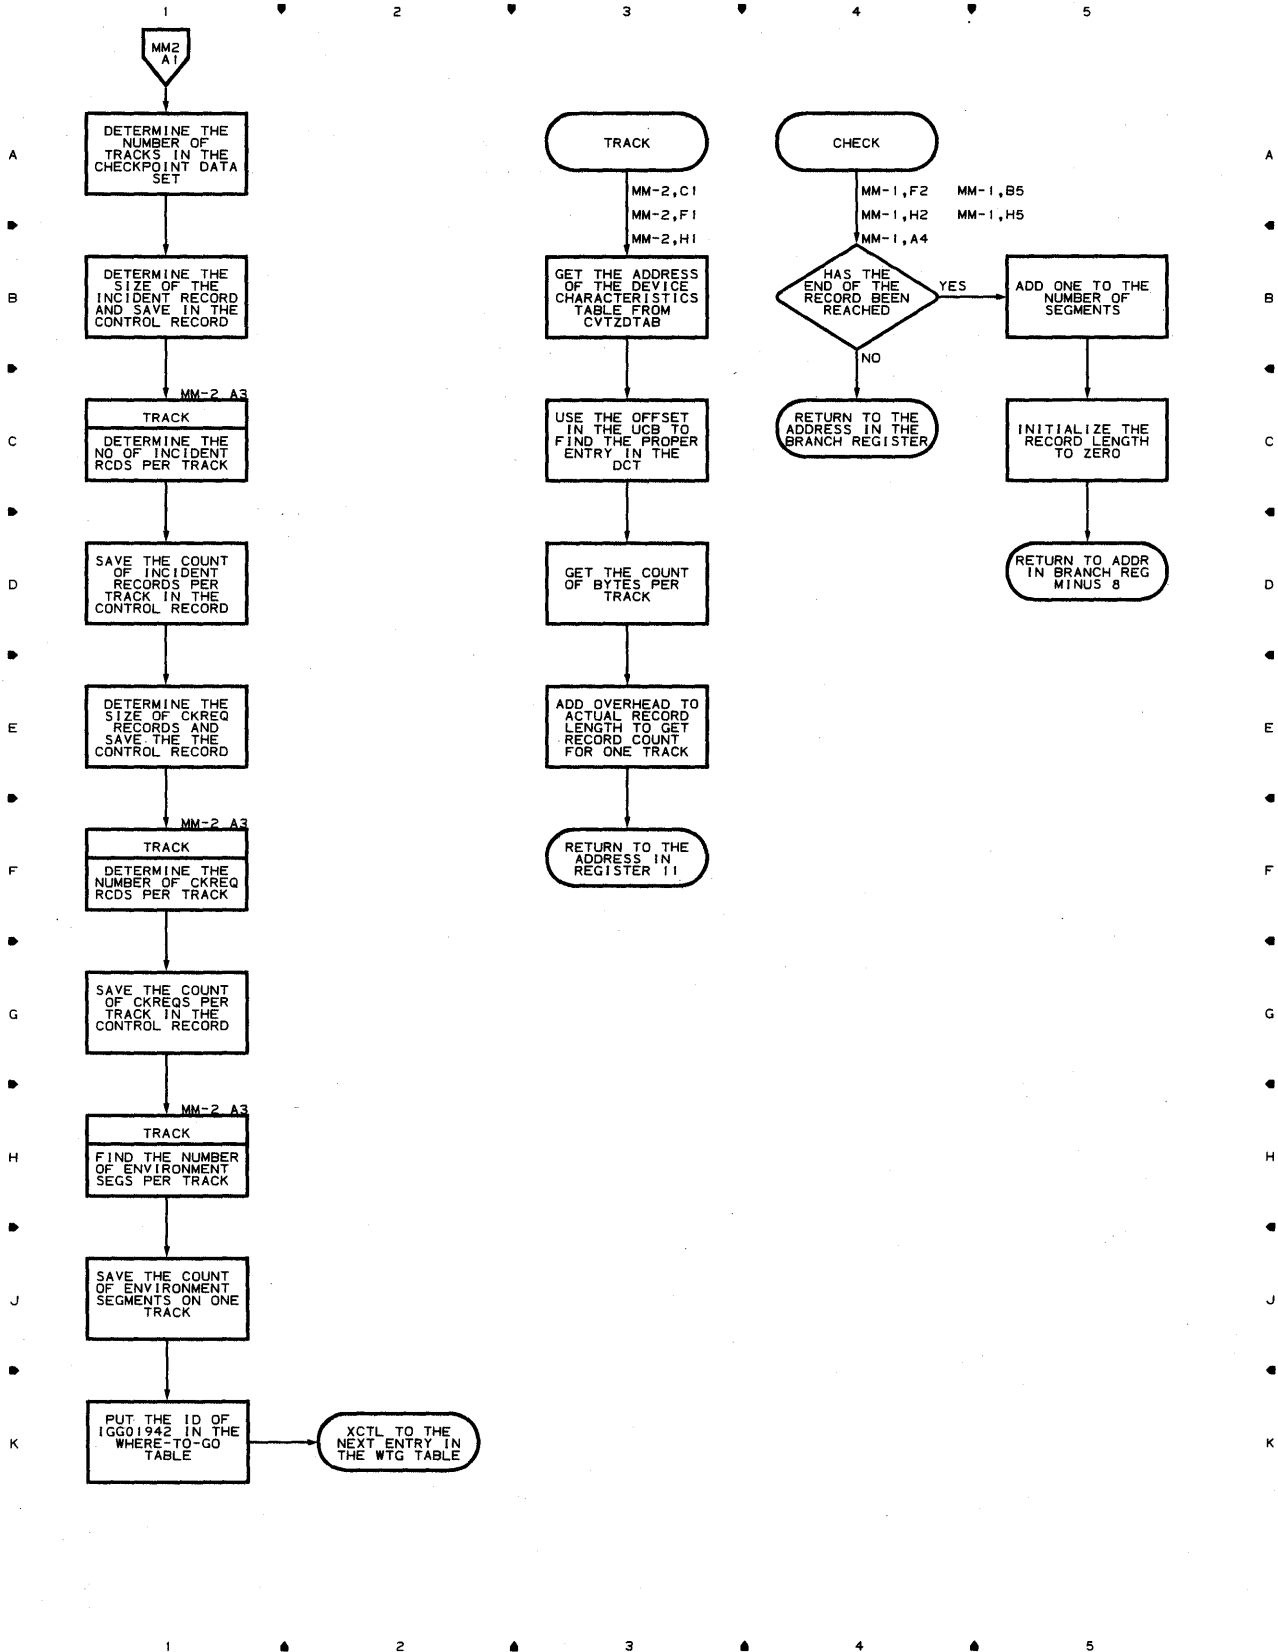 1 2 3 4 5
MM2
A1
A
DETERMINE THE
NUMBER OF
TRACKS IN THE
CHECKPOINT DATA
SET
TRACK
CHECK
A
MM-2,C1
MM-2,F1
MM-2,H1
MM-1,F2 MM-1,B5
MM-1,H2 MM-1,H5
MM-1,A4
B
DETERMINE THE
SIZE OF THE
INCIDENT RECORD
AND SAVE IN THE
CONTROL RECORD
GET THE ADDRESS
OF THE DEVICE
CHARACTERISTICS
TABLE FROM
CVTZDTAB
HAS THE
END OF THE
RECORD BEEN
REACHED
YES
ADD ONE TO THE
NUMBER OF
SEGMENTS
B
NO
MM-2 A3
C
TRACK
DETERMINE THE
NO OF INCIDENT
RCDS PER TRACK
USE THE OFFSET
IN THE UCB TO
FIND THE PROPER
ENTRY IN THE
DCT
RETURN TO THE
ADDRESS IN THE
BRANCH REGISTER
INITIALIZE THE
RECORD LENGTH
TO ZERO
C
D
SAVE THE COUNT
OF INCIDENT
RECORDS PER
TRACK IN THE
CONTROL RECORD
GET THE COUNT
OF BYTES PER
TRACK
RETURN TO ADDR
IN BRANCH REG
MINUS 8
D
E
DETERMINE THE
SIZE OF CKREQ
RECORDS AND
SAVE THE THE
CONTROL RECORD
ADD OVERHEAD TO
ACTUAL RECORD
LENGTH TO GET
RECORD COUNT
FOR ONE TRACK
E
MM-2 A3
F
TRACK
DETERMINE THE
NUMBER OF CKREQ
RCDS PER TRACK
RETURN TO THE
ADDRESS IN
REGISTER 11
F
G
SAVE THE COUNT
OF CKREQS PER
TRACK IN THE
CONTROL RECORD
G
MM-2 A3
H
TRACK
FIND THE NUMBER
OF ENVIRONMENT
SEGS PER TRACK
H
J
SAVE THE COUNT
OF ENVIRONMENT
SEGMENTS ON ONE
TRACK
J
K
PUT THE ID OF
IGG01942 IN THE
WHERE-TO-GO
TABLE
XCTL TO THE
NEXT ENTRY IN
THE WTG TABLE
K
1 2 3 4 5